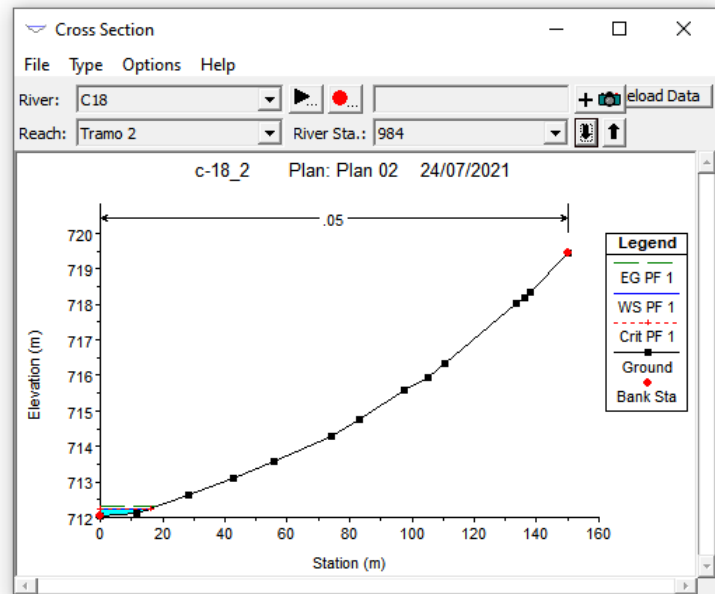 Cross Section
File Type Options Help
River: C18 eload Data
Reach: Tramo 2 River Sta.: 984
c-18_2 Plan: Plan 02 24/07/2021
.05
720
719
718
717
716
715
714
713
712
Elevation (m)
0 20 40 60 80 100 120 140 160
Station (m)
Legend
EG PF 1
WS PF 1
Crit PF 1
Ground
Bank Sta